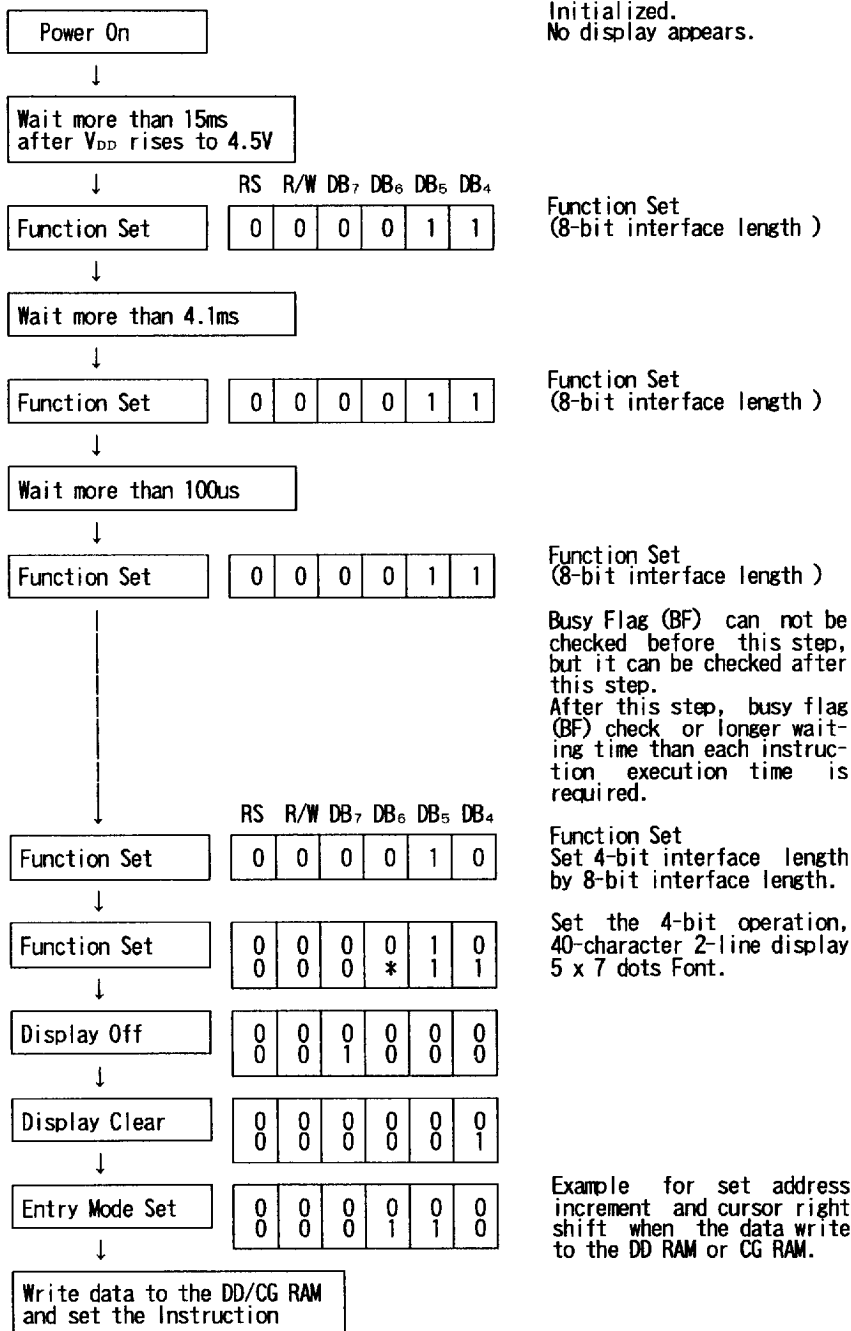 Initialized.
Power On
No display appears.
↓
Wait more than 15ms
after VDD rises to 4.5V
↓
RS R/W DB7 DB6 DB5 DB4
Function Set
0 0 0 0 1 1
Function Set
(8-bit interface length )
↓
Wait more than 4.1ms
↓
Function Set
0 0 0 0 1 1
Function Set
(8-bit interface length )
↓
Wait more than 100us
↓
Function Set
0 0 0 0 1 1
Function Set
(8-bit interface length )
Busy Flag (BF) can not be
checked before this step,
but it can be checked after
this step.
After this step, busy flag
(BF) check or longer wait-
ing time than each instruc-
tion execution time is
required.
RS R/W DB7 DB6 DB5 DB4
Function Set
0 0 0 0 1 0
Function Set
Set 4-bit interface length
by 8-bit interface length.
↓
Function Set
0 0 0 0 1 0
0 0 0 * 1 1
Set the 4-bit operation,
40-character 2-line display
5 x 7 dots Font.
↓
Display Off
0 0 0 0 0 0
0 0 1 0 0 0
↓
Display Clear
0 0 0 0 0 0
0 0 0 0 0 1
↓
Entry Mode Set
0 0 0 0 0 0
0 0 0 1 1 0
Example for set address
increment and cursor right
shift when the data write
to the DD RAM or CG RAM.
↓
Write data to the DD/CG RAM
and set the Instruction